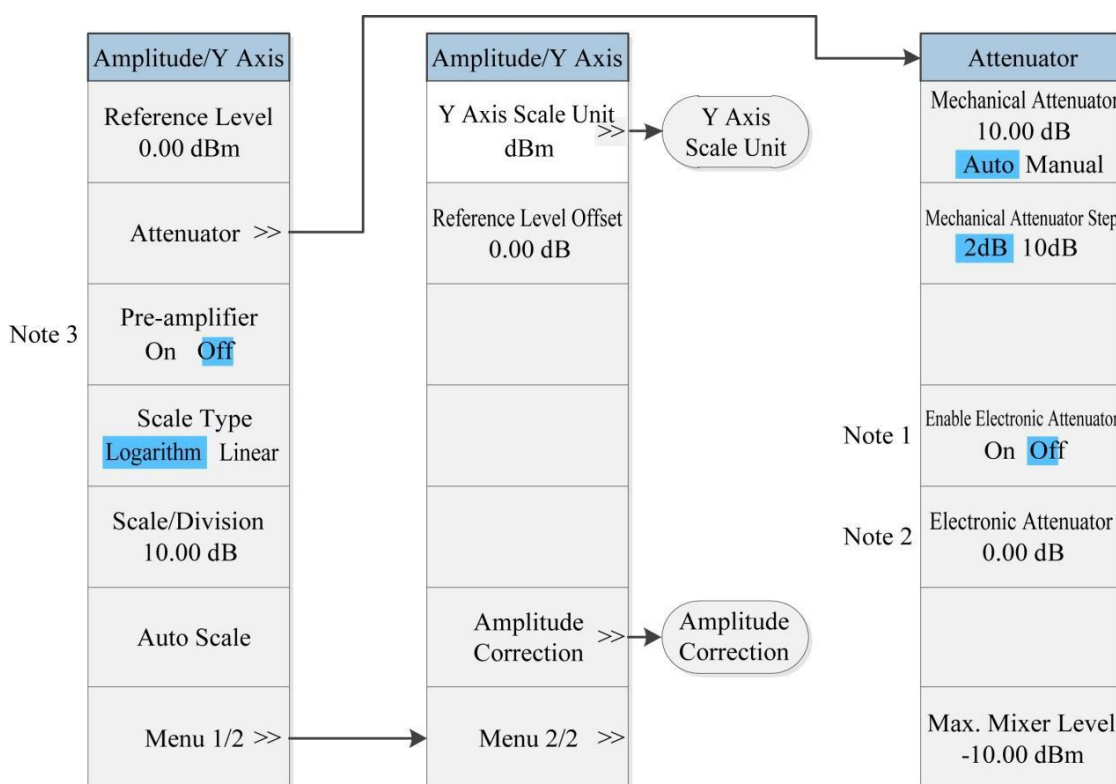 Amplitude/Y Axis
Reference Level
0.00 dBm
Attenuator >>
Note 3
Pre-amplifier
On Off
Scale Type
Logarithm Linear
Scale/Division
10.00 dB
Auto Scale
Menu 1/2 >>
Amplitude/Y Axis
Y Axis Scale Unit
>>
dBm
Y Axis
Scale Unit
Reference Level Offset
0.00 dB
Amplitude
Correction >>
Amplitude
Correction
Menu 2/2 >>
Attenuator
Mechanical Attenuator
10.00 dB
Auto Manual
Mechanical Attenuator Step
2dB 10dB
Note 1
Enable Electronic Attenuator
On Off
Note 2
Electronic Attenuator
0.00 dB
Max. Mixer Level
-10.00 dBm